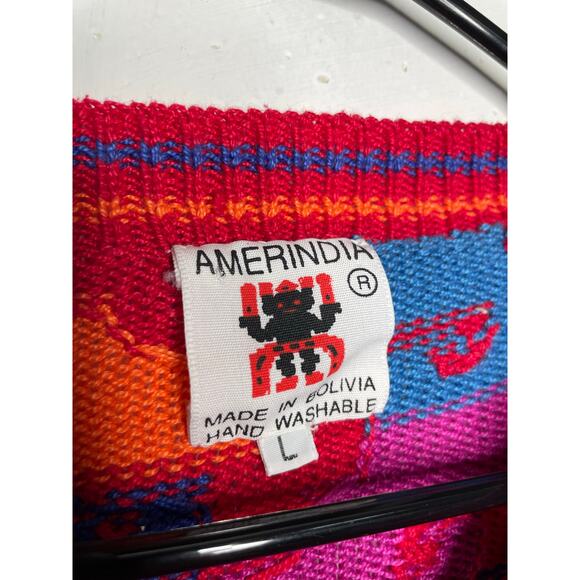 AMERINDIA
®
MADE IN BOLIVIA
HAND WASHABLE
L